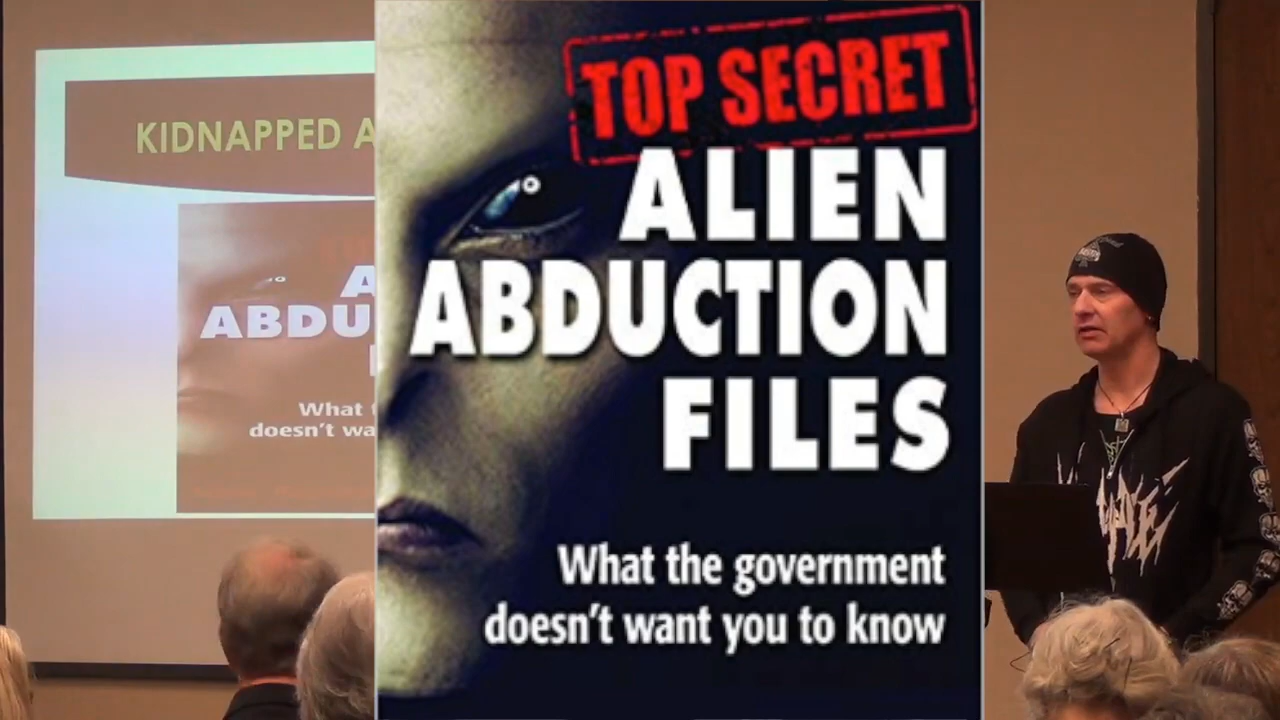 KIDNAPPED A
A
ABDU
What
doesn't wa
TOP SECRET
ALIEN
ABDUCTION
FILES
What the government
doesn't want you to know